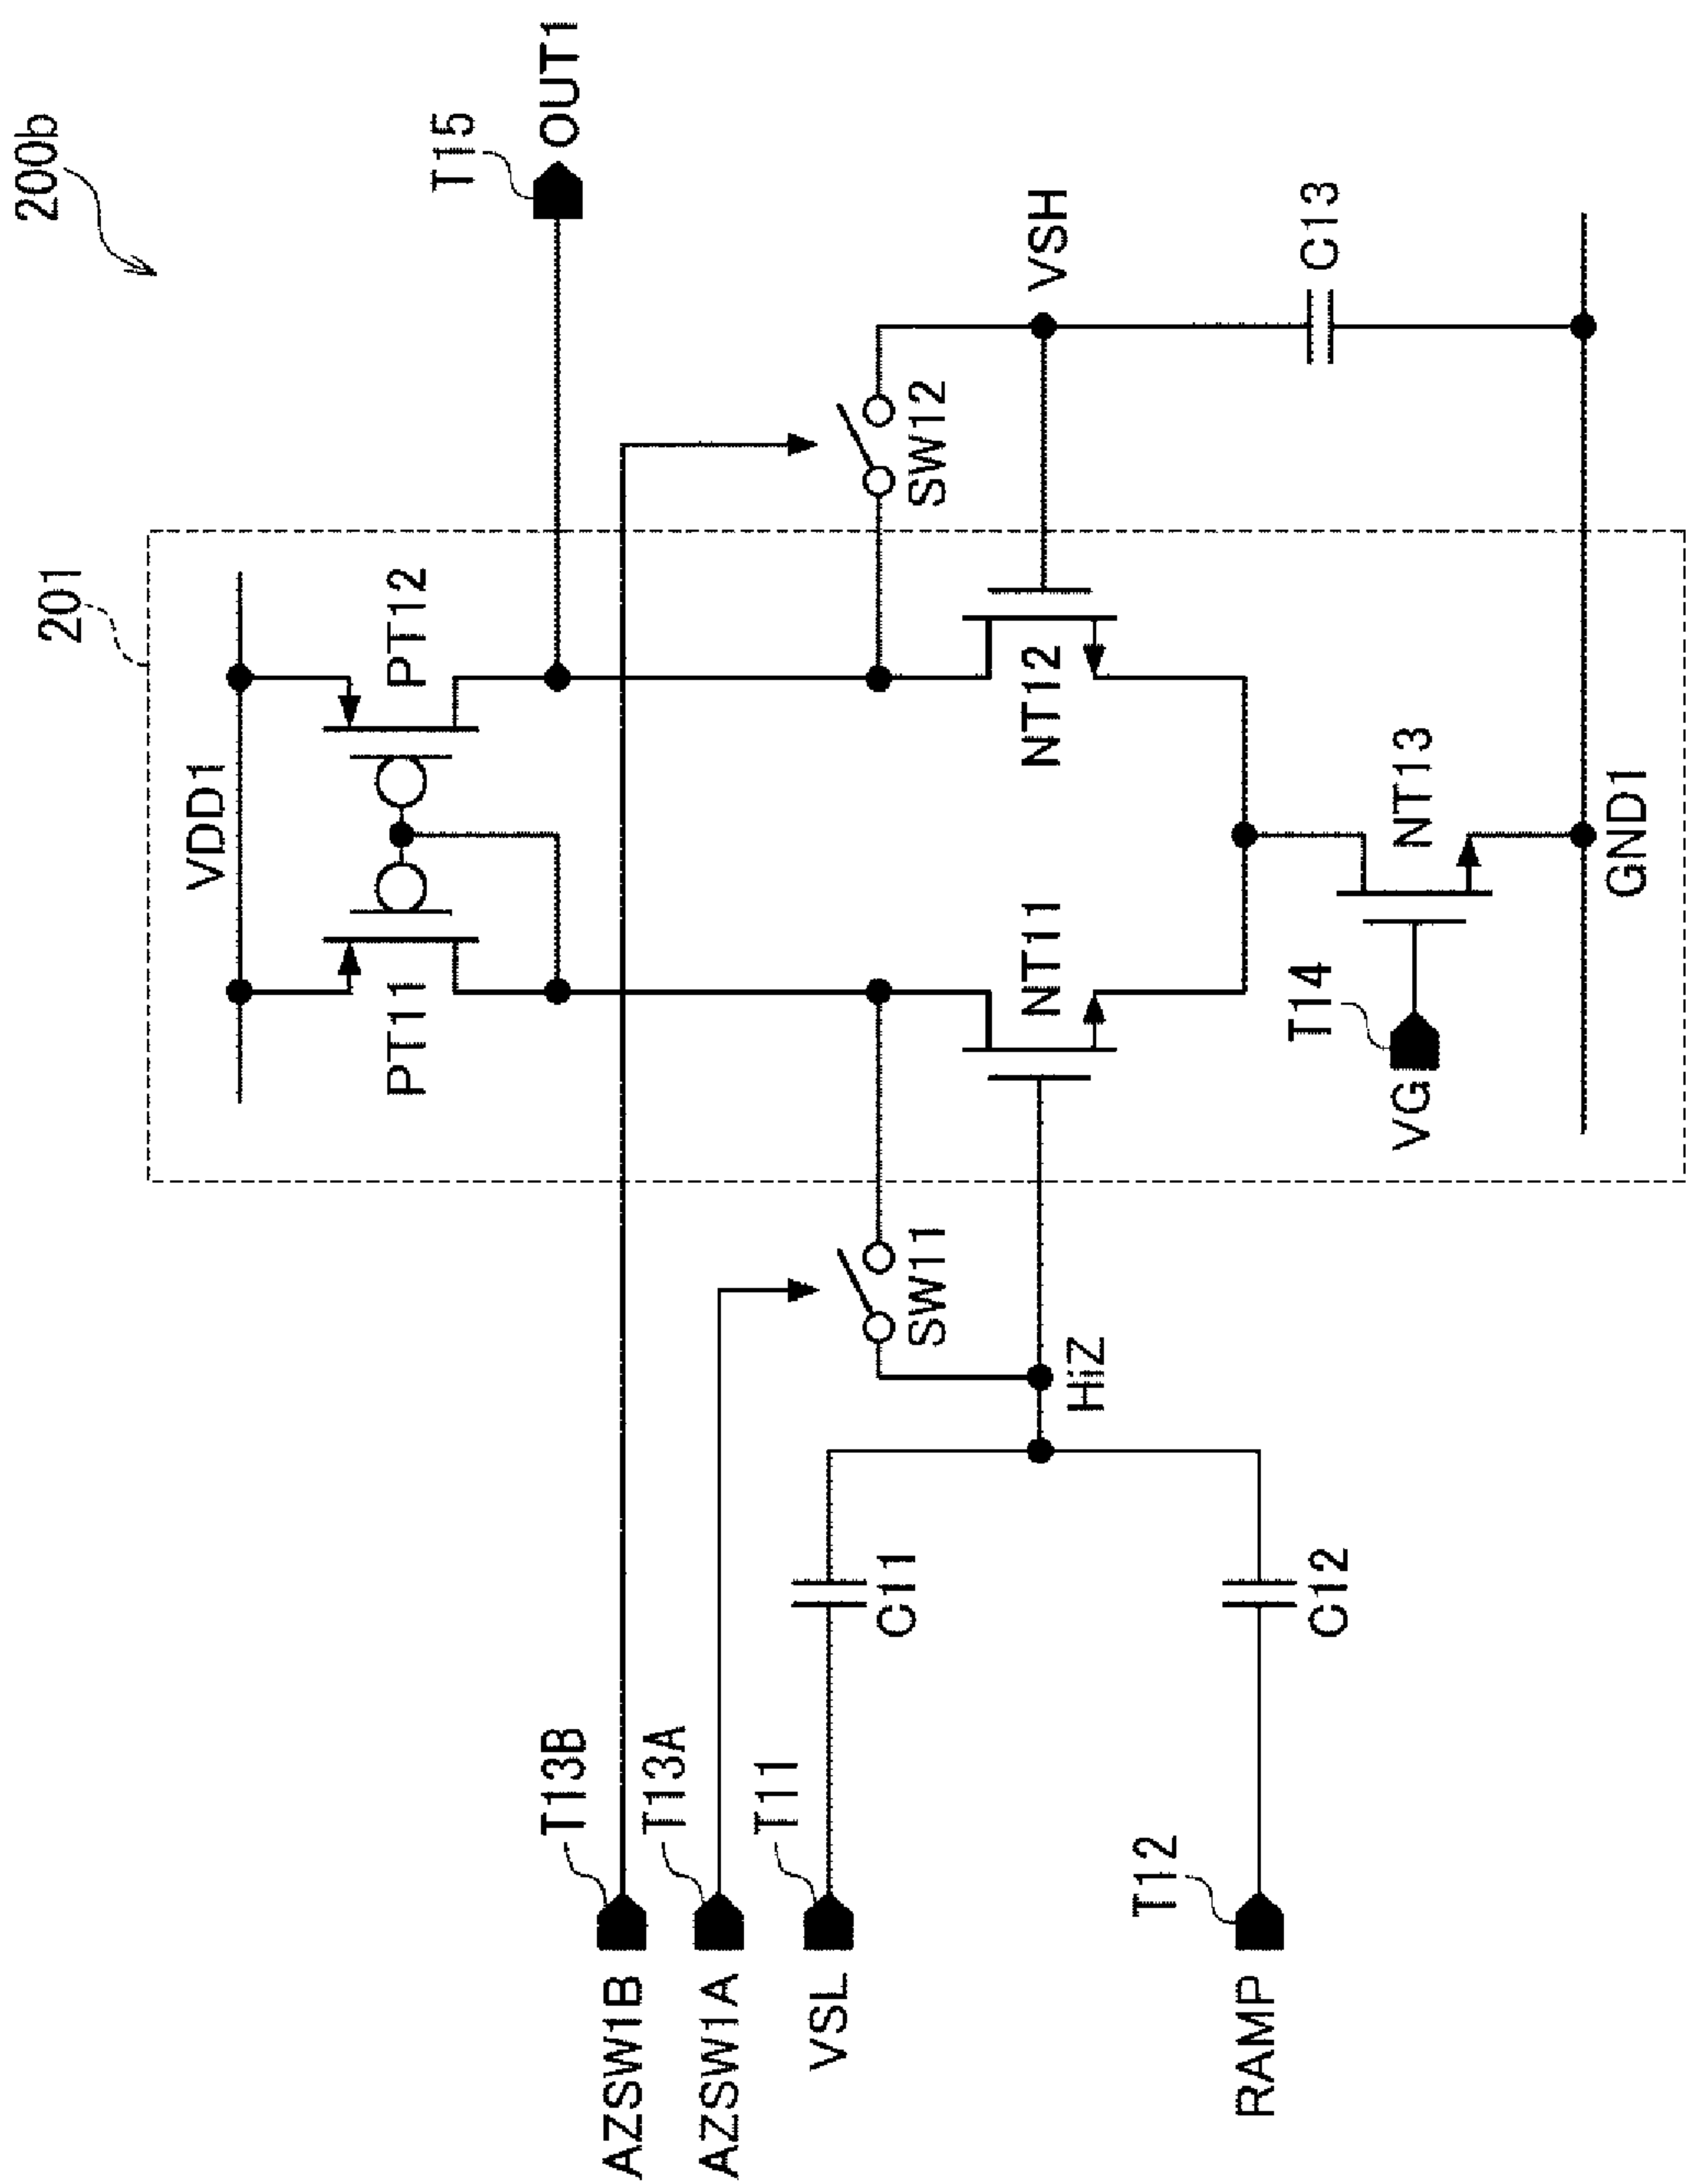 200b
201
VDD1
PT11
PT12
T15
OUT1
T13B
AZSW1B
T13A
AZSW1A
T11
VSL
C11
SW11
SW12
HiZ
NT11
NT12
VSH
T12
RAMP
C12
T14
VG
NT13
C13
GND1